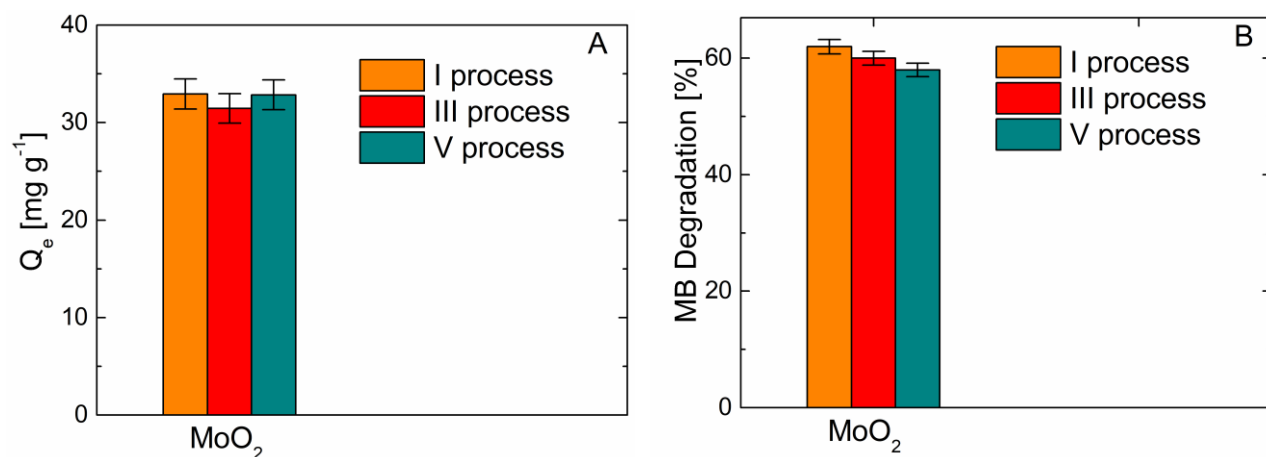 A
40
30
20
10
0
Qe [mg g-1]
I process
III process
V process
MoO2
B
60
40
20
0
MB Degradation [%]
I process
III process
V process
MoO2